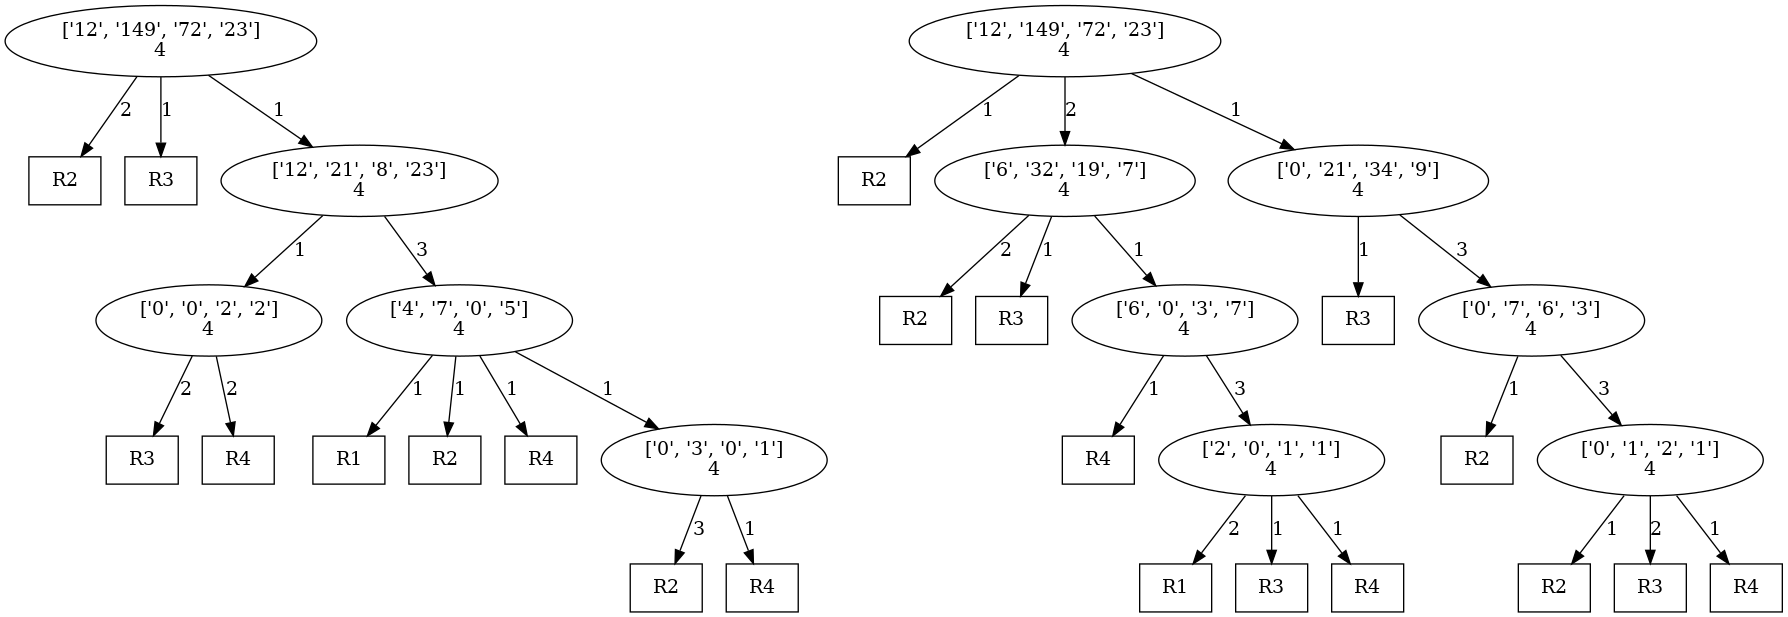 ['12', '149', '72', '23']
4
['12', '149', '72', '23']
4
2
1
1
1
2
1
R2
R3
['12', '21', '8', '23']
4
R2
['6', '32', '19', '7']
4
['0', '21', '34', '9']
4
1
3
2
1
1
1
3
['0', '0', '2', '2']
4
['4', '7', '0', '5']
4
R2
R3
['6', '0', '3', '7']
4
R3
['0', '7', '6', '3']
4
2
2
1
1
1
1
1
3
1
3
R3
R4
R1
R2
R4
['0', '3', '0', '1']
4
R4
['2', '0', '1', '1']
4
R2
['0', '1', '2', '1']
4
3
1
2
1
1
1
2
1
R2
R4
R1
R3
R4
R2
R3
R4